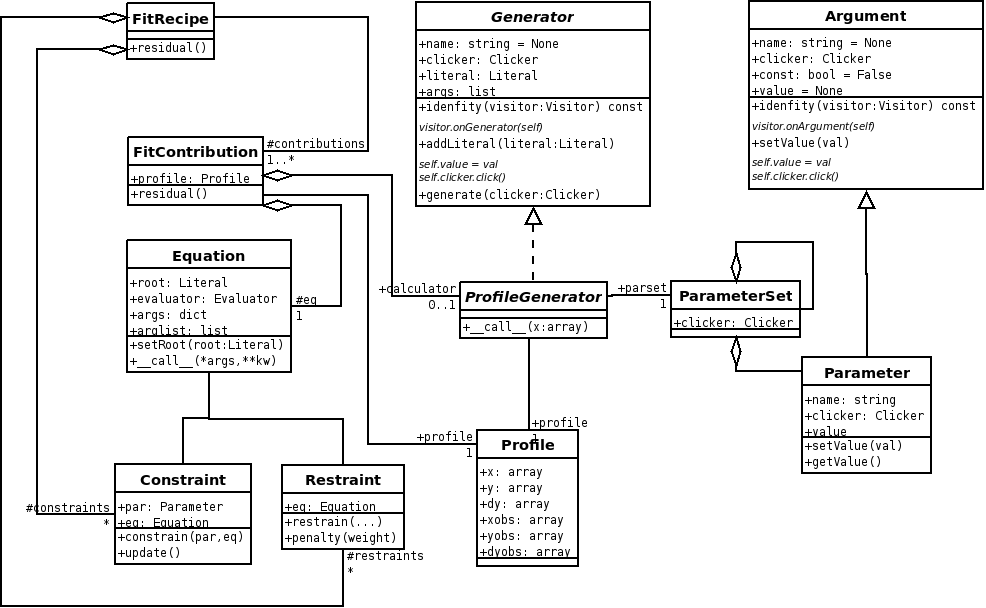 FitRecipe
+residual()
Generator
+name: string = None
+clicker: Clicker
+literal: Literal
+args: list
+idenfity(visitor:Visitor) const
visitor.onGenerator(self)
+addLiteral(literal:Literal)
self.value = val
self.clicker.click()
+generate(clicker:Clicker)
Argument
+name: string = None
+clicker: Clicker
+const: bool = False
+value = None
+idenfity(visitor:Visitor) const
visitor.onArgument(self)
+setValue(val)
self.value = val
self.clicker.click()
#contributions
1..*
FitContribution
+profile: Profile
+residual()
Equation
+root: Literal
+evaluator: Evaluator
+args: dict
+arglist: list
+setRoot(root:Literal)
+__call__(*args,**kw)
#eq
1
+calculator
0..1
ProfileGenerator
+__call__(x:array)
+parset
1
ParameterSet
+clicker: Clicker
Parameter
+name: string
+clicker: Clicker
+value
+setValue(val)
+getValue()
+profile
1
+profile
1
Profile
+x: array
+y: array
+dy: array
+xobs: array
+yobs: array
+dyobs: array
Constraint
+par: Parameter
+eq: Equation
+constrain(par,eq)
+update()
#constraints
*
Restraint
+eq: Equation
+restrain(...)
+penalty(weight)
#restraints
*